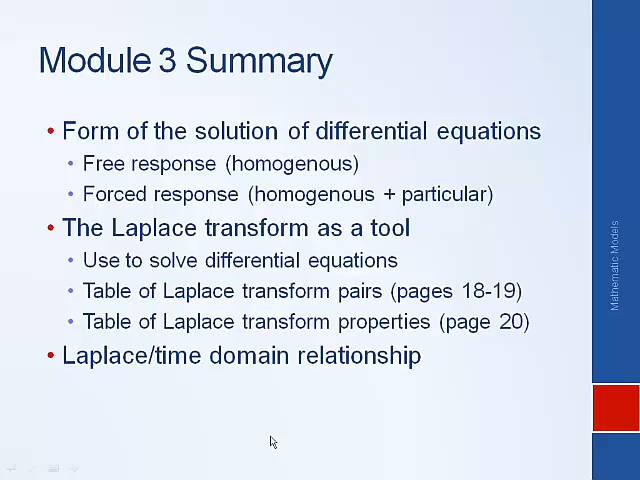 Module 3 Summary
• Form of the solution of differential equations
• Free response (homogenous)
• Forced response (homogenous + particular)
• The Laplace transform as a tool
• Use to solve differential equations
• Table of Laplace transform pairs (pages 18-19)
• Table of Laplace transform properties (page 20)
• Laplace/time domain relationship
Mathematic Models